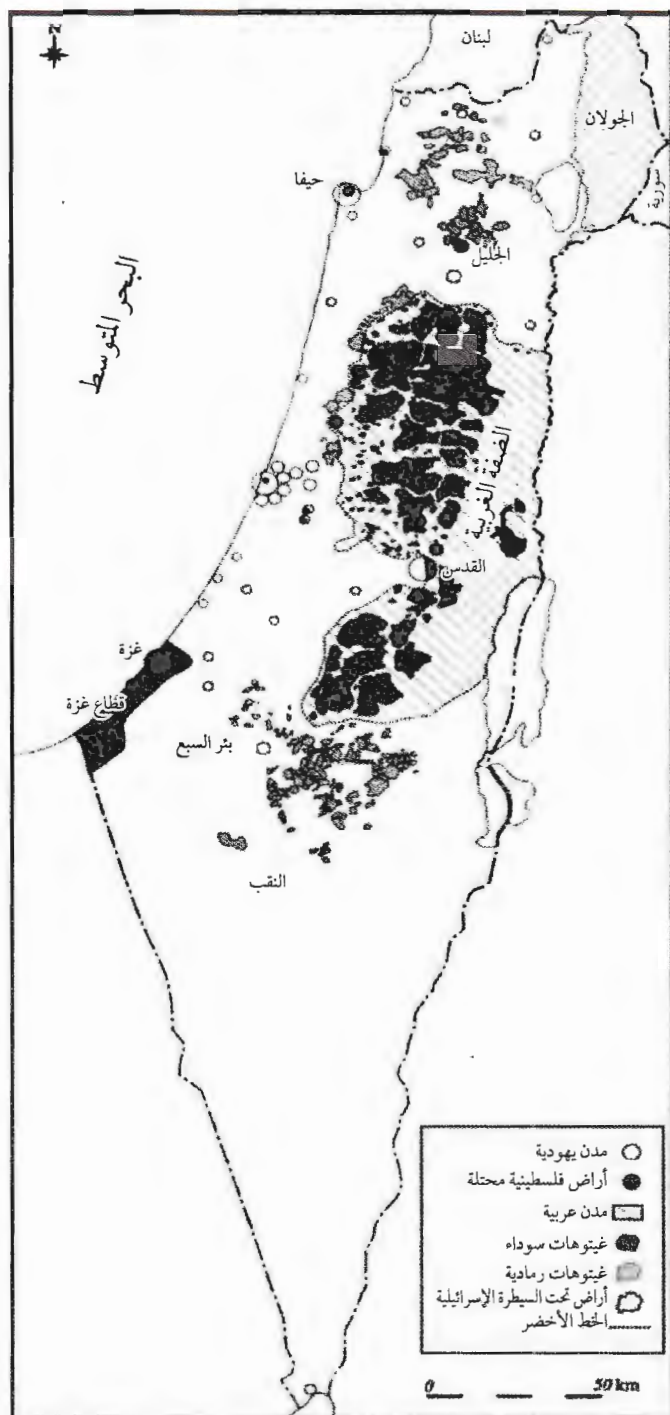 لبنان
N
الجولان
سورية
حيفا
الجليل
البحر المتوسط
الضفة الغربية
القدس
غزة
قطاع غزة
بئر السبع
النقب
مدن يهودية
أراض فلسطينية محتلة
مدن عربية
غيتوهات سوداء
غيتوهات رمادية
أراض تحت السيطرة الإسرائيلية
الخط الأخضر
0 50 km